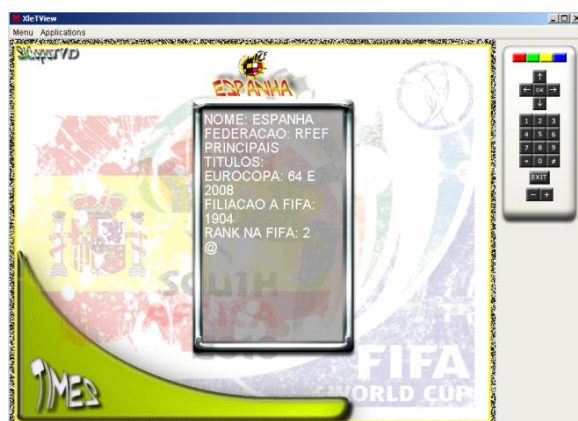 XleTView
Menu Applications
ESPANHA
NOME: ESPANHA
FEDERACAO: RFEF
PRINCIPAIS
TITULOS:
EUROCOPA: 64 E
2008
FILIACAO A FIFA:
1904
RANK NA FIFA: 2
@
SOUTH
AFRICA
FIFA
WORLD CUP
TIMES
OK
1 2 3
4 5 6
7 8 9
* 0 #
EXIT
- +